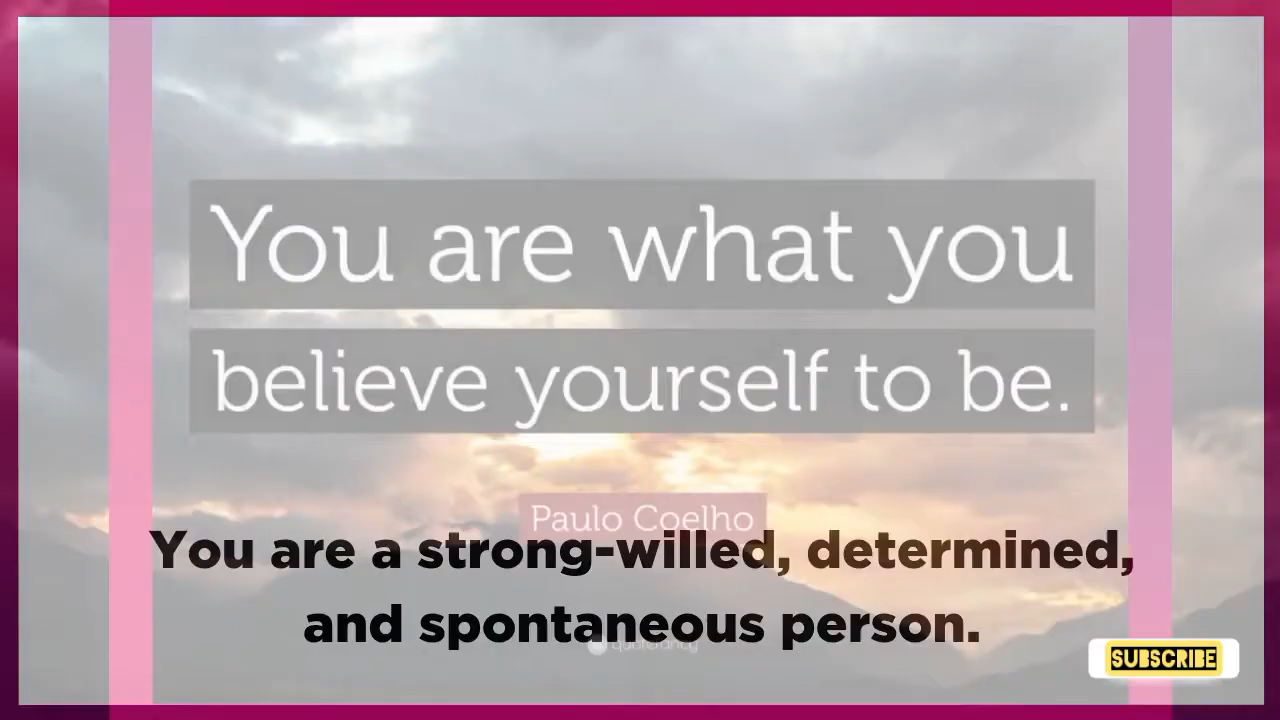 You are what you
believe yourself to be.
Paulo Coelho
You are a strong-willed, determined,
and spontaneous person.
quotefancy
SUBSCRIBE